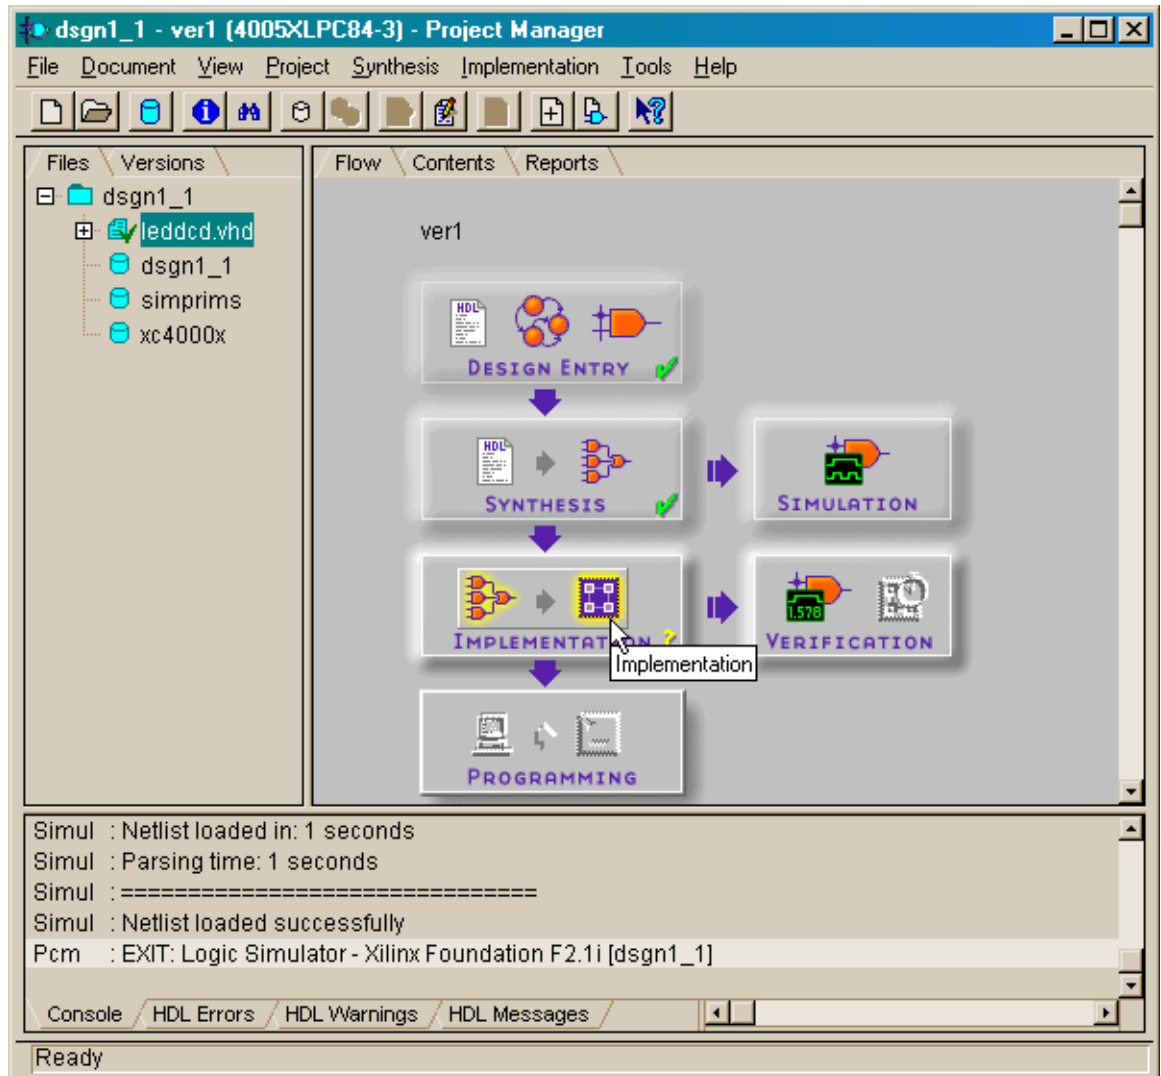 dsgn1_1 - ver1 (4005XLPC84-3) - Project Manager
File Document View Project Synthesis Implementation Tools Help
Files Versions
Flow Contents Reports
dsgn1_1
leddcd.vhd
dsgn1_1
simprims
xc4000x
ver1
HDL
DESIGN ENTRY
HDL
SYNTHESIS
SIMULATION
IMPLEMENTATION ?
1.578
VERIFICATION
Implementation
PROGRAMMING
Simul : Netlist loaded in: 1 seconds
Simul : Parsing time: 1 seconds
Simul : ===============================
Simul : Netlist loaded successfully
Pcm : EXIT: Logic Simulator - Xilinx Foundation F2.1i [dsgn1_1]
Console HDL Errors HDL Warnings HDL Messages
Ready